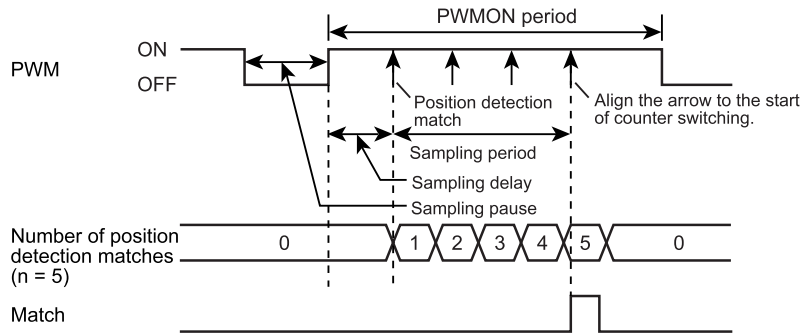 PWMON period
ON
PWM
OFF
Position detection
match
Align the arrow to the start
of counter switching.
Sampling period
Sampling delay
Sampling pause
Number of position
detection matches
(n = 5)
0 1 2 3 4 5 0
Match